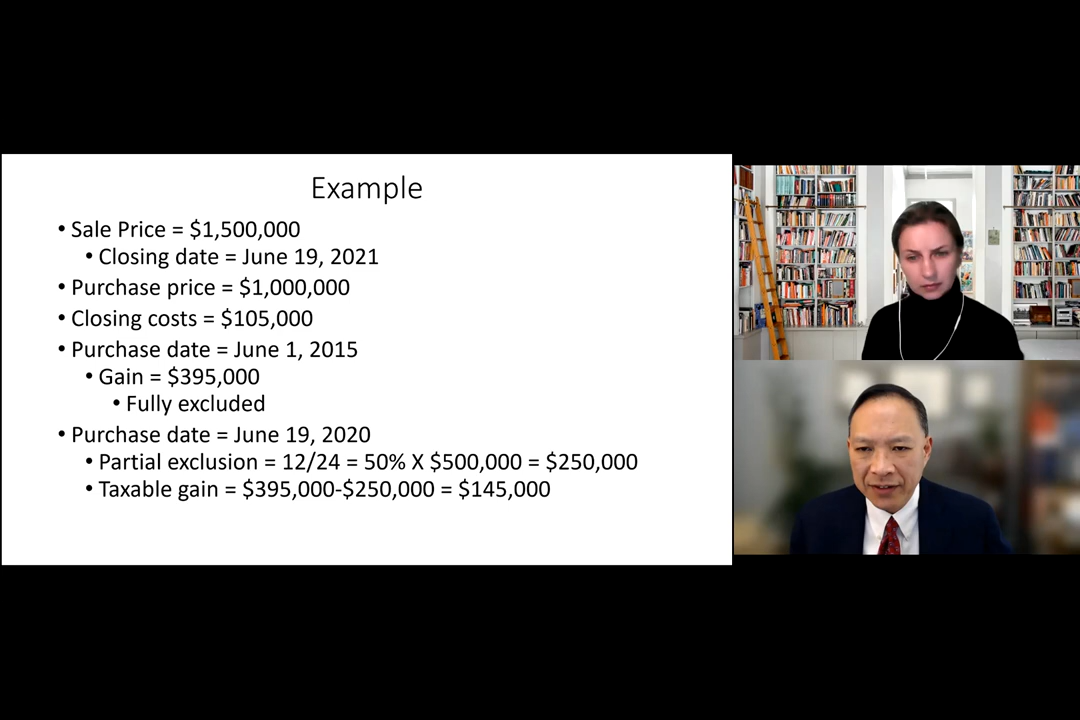 Example
• Sale Price = $1,500,000
• Closing date = June 19, 2021
• Purchase price = $1,000,000
• Closing costs = $105,000
• Purchase date = June 1, 2015
• Gain = $395,000
• Fully excluded
• Purchase date = June 19, 2020
• Partial exclusion = 12/24 = 50% X $500,000 = $250,000
• Taxable gain = $395,000-$250,000 = $145,000